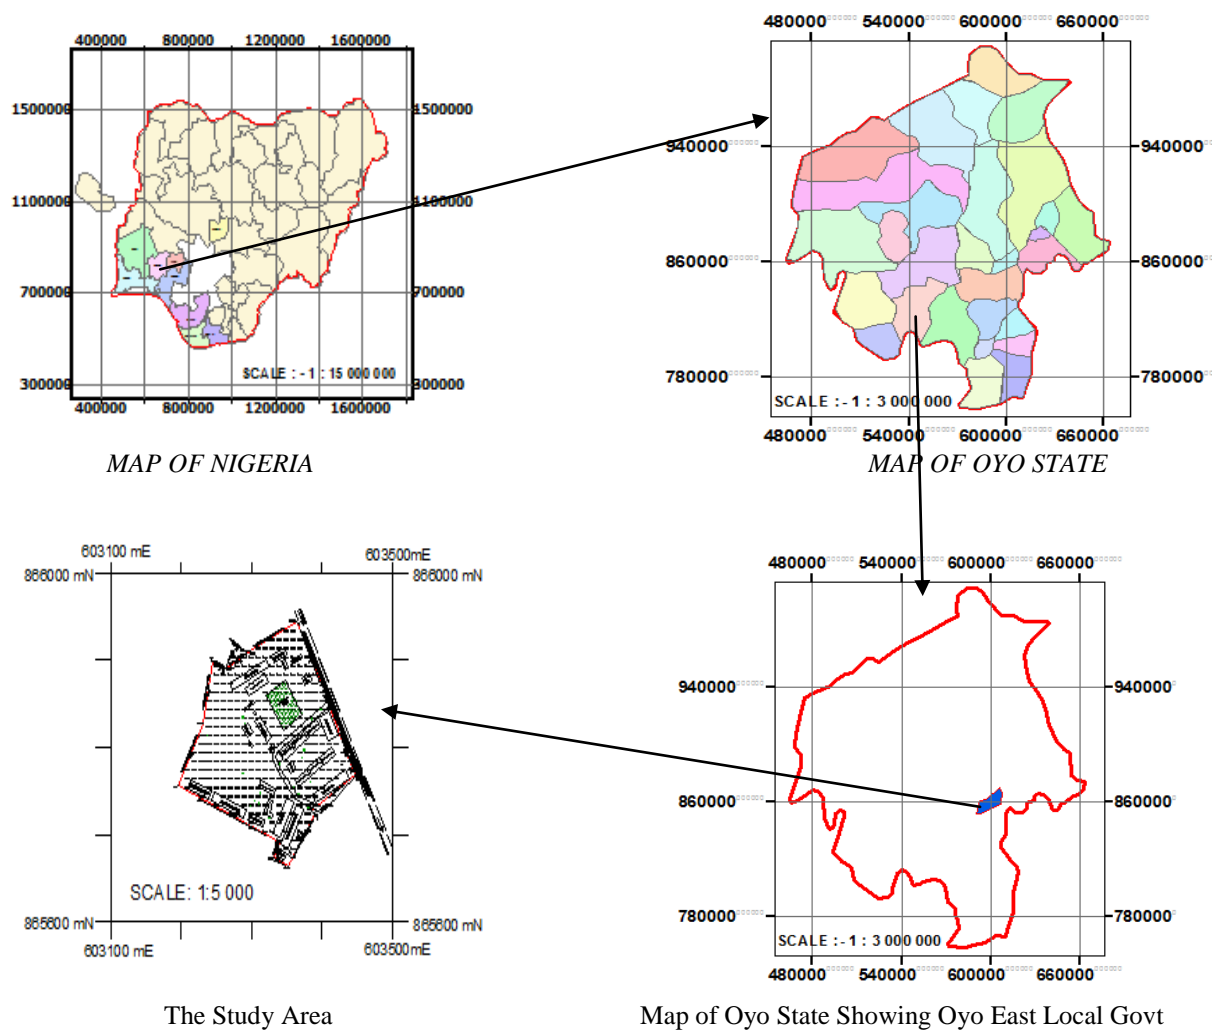 400000 800000 1200000 1600000
1500000 1500000
1100000 1100000
700000 700000
SCALE : - 1 : 15 000 000
300000 300000
400000 800000 1200000 1600000
MAP OF NIGERIA
480000 540000 600000 660000
940000 940000
860000 860000
780000 780000
SCALE : - 1 : 3 000 000
480000 540000 600000 660000
MAP OF OYO STATE
603100 mE 603500mE
866000 mN 866000 mN
SCALE: 1:5 000
865600 mN 865600 mN
603100 mE 603500mE
The Study Area
480000 540000 600000 660000
940000 940000
860000 860000
780000 780000
SCALE : - 1 : 3 000 000
480000 540000 600000 660000
Map of Oyo State Showing Oyo East Local Govt